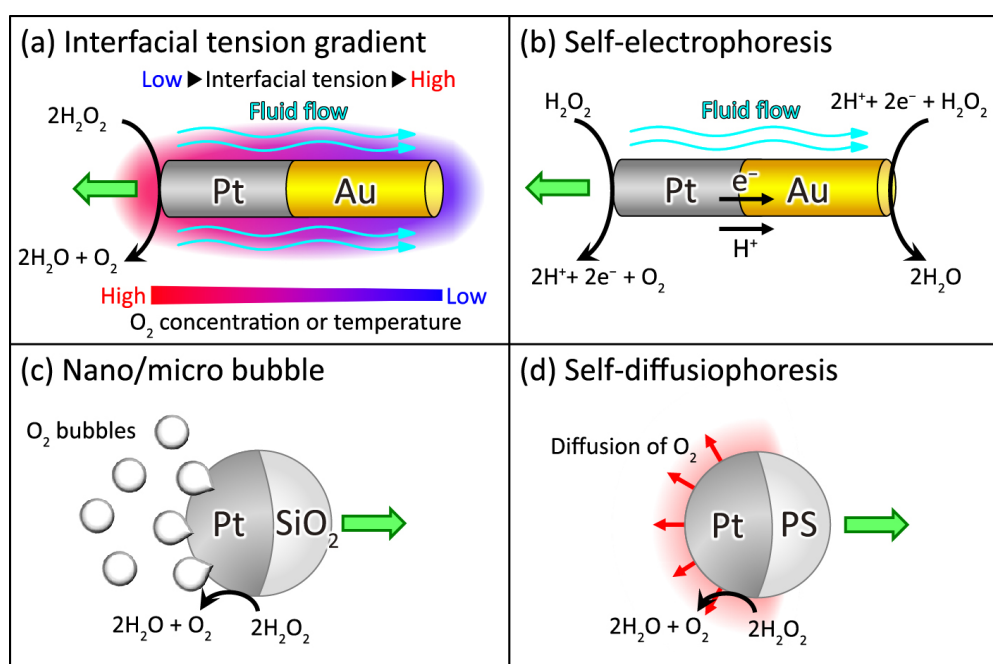 (a) Interfacial tension gradient
Low ▶ Interfacial tension ▶ High
Fluid flow
2H₂O₂
Pt
Au
2H₂O + O₂
High
Low
O₂ concentration or temperature
(b) Self-electrophoresis
H₂O₂
2H⁺+ 2e⁻ + H₂O₂
Fluid flow
Pt
e⁻
Au
H⁺
2H⁺+ 2e⁻ + O₂
2H₂O
(c) Nano/micro bubble
O₂ bubbles
Pt
SiO₂
2H₂O + O₂
2H₂O₂
(d) Self-diffusiophoresis
Diffusion of O₂
Pt
PS
2H₂O + O₂
2H₂O₂